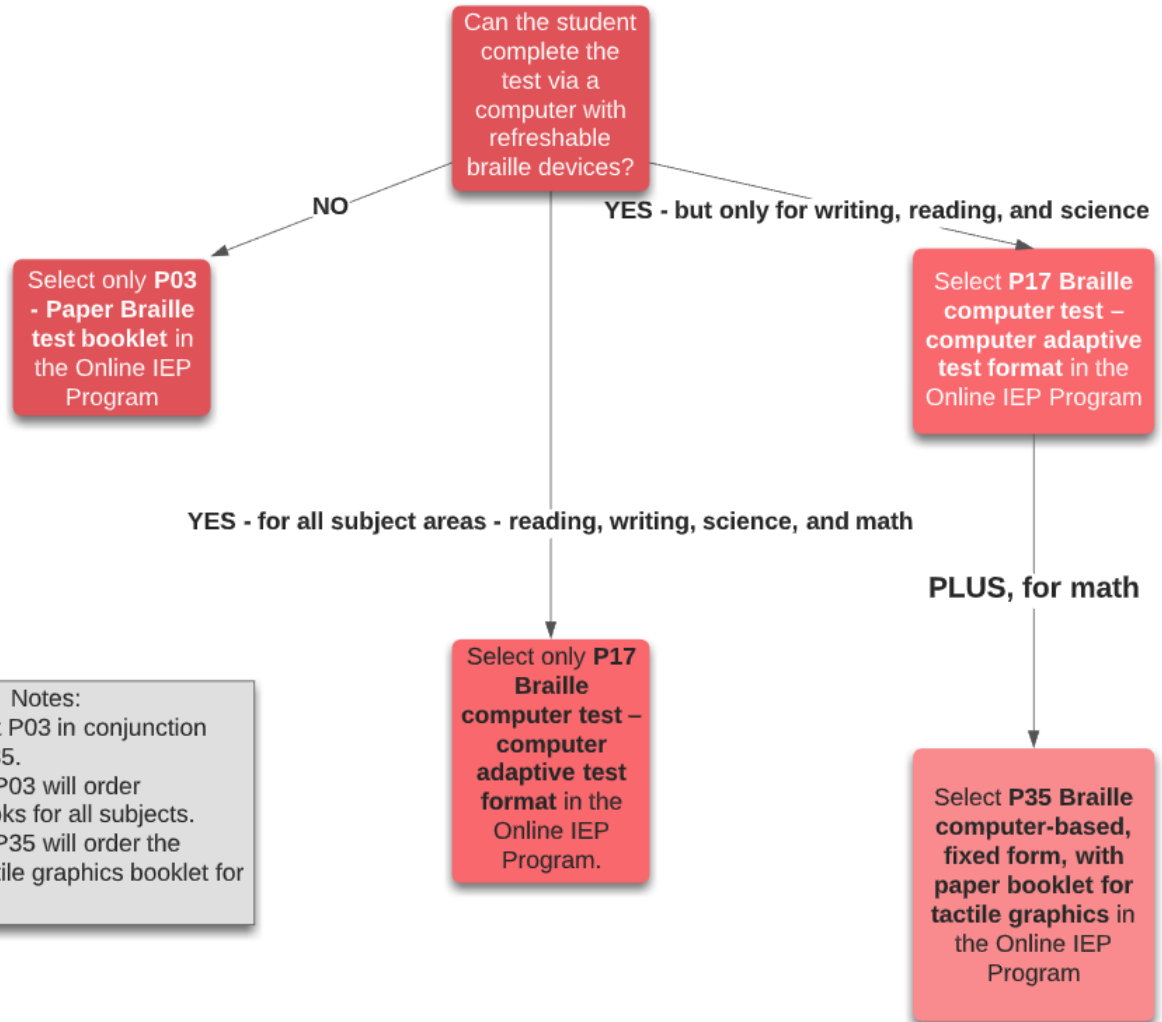 Can the student
complete the
test via a
computer with
refreshable
braille devices?
NO
YES - but only for writing, reading, and science
Select only P03
- Paper Braille
test booklet in
the Online IEP
Program
Select P17 Braille
computer test –
computer adaptive
test format in the
Online IEP Program
YES - for all subject areas - reading, writing, science, and math
PLUS, for math
Select only P17
Braille
computer test –
computer
adaptive test
format in the
Online IEP
Program.
Notes:
P03 in conjunction
5.
P03 will order
for all subjects.
P35 will order the
graphics booklet for
Select P35 Braille
computer-based,
fixed form, with
paper booklet for
tactile graphics in
the Online IEP
Program